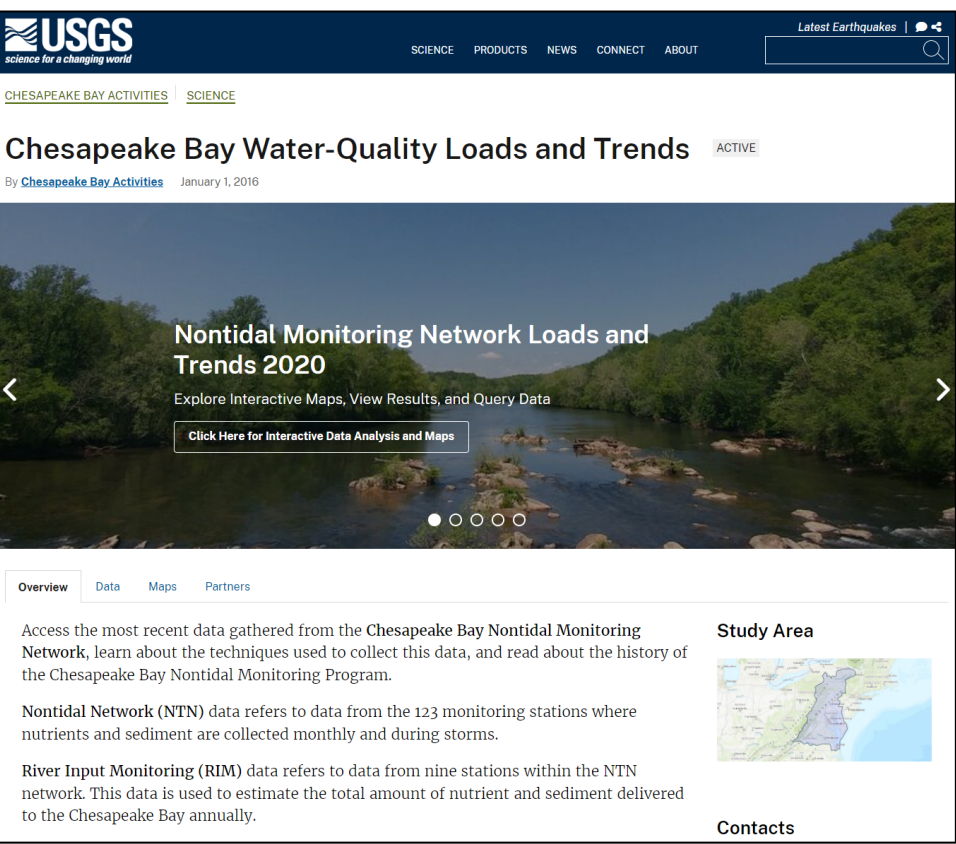 USGS
science for a changing world
Latest Earthquakes |
SCIENCE PRODUCTS NEWS CONNECT ABOUT
CHESAPEAKE BAY ACTIVITIES SCIENCE
Chesapeake Bay Water-Quality Loads and Trends ACTIVE
By Chesapeake Bay Activities January 1, 2016
Nontidal Monitoring Network Loads and
Trends 2020
Explore Interactive Maps, View Results, and Query Data
Click Here for Interactive Data Analysis and Maps
Overview Data Maps Partners
Access the most recent data gathered from the Chesapeake Bay Nontidal Monitoring
Network, learn about the techniques used to collect this data, and read about the history of
the Chesapeake Bay Nontidal Monitoring Program.
Nontidal Network (NTN) data refers to data from the 123 monitoring stations where
nutrients and sediment are collected monthly and during storms.
River Input Monitoring (RIM) data refers to data from nine stations within the NTN
network. This data is used to estimate the total amount of nutrient and sediment delivered
to the Chesapeake Bay annually.
Study Area
Contacts